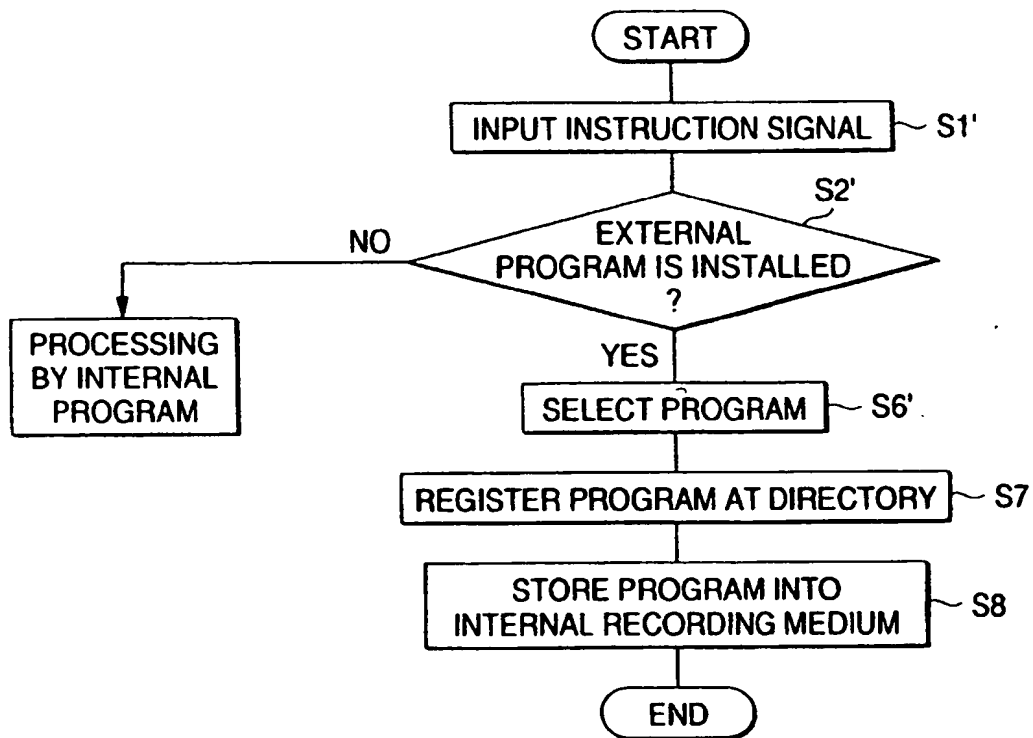 START
INPUT INSTRUCTION SIGNAL
S1'
S2'
EXTERNAL
PROGRAM IS INSTALLED
?
NO
PROCESSING
BY INTERNAL
PROGRAM
YES
SELECT PROGRAM
S6'
REGISTER PROGRAM AT DIRECTORY
S7
STORE PROGRAM INTO
INTERNAL RECORDING MEDIUM
S8
END